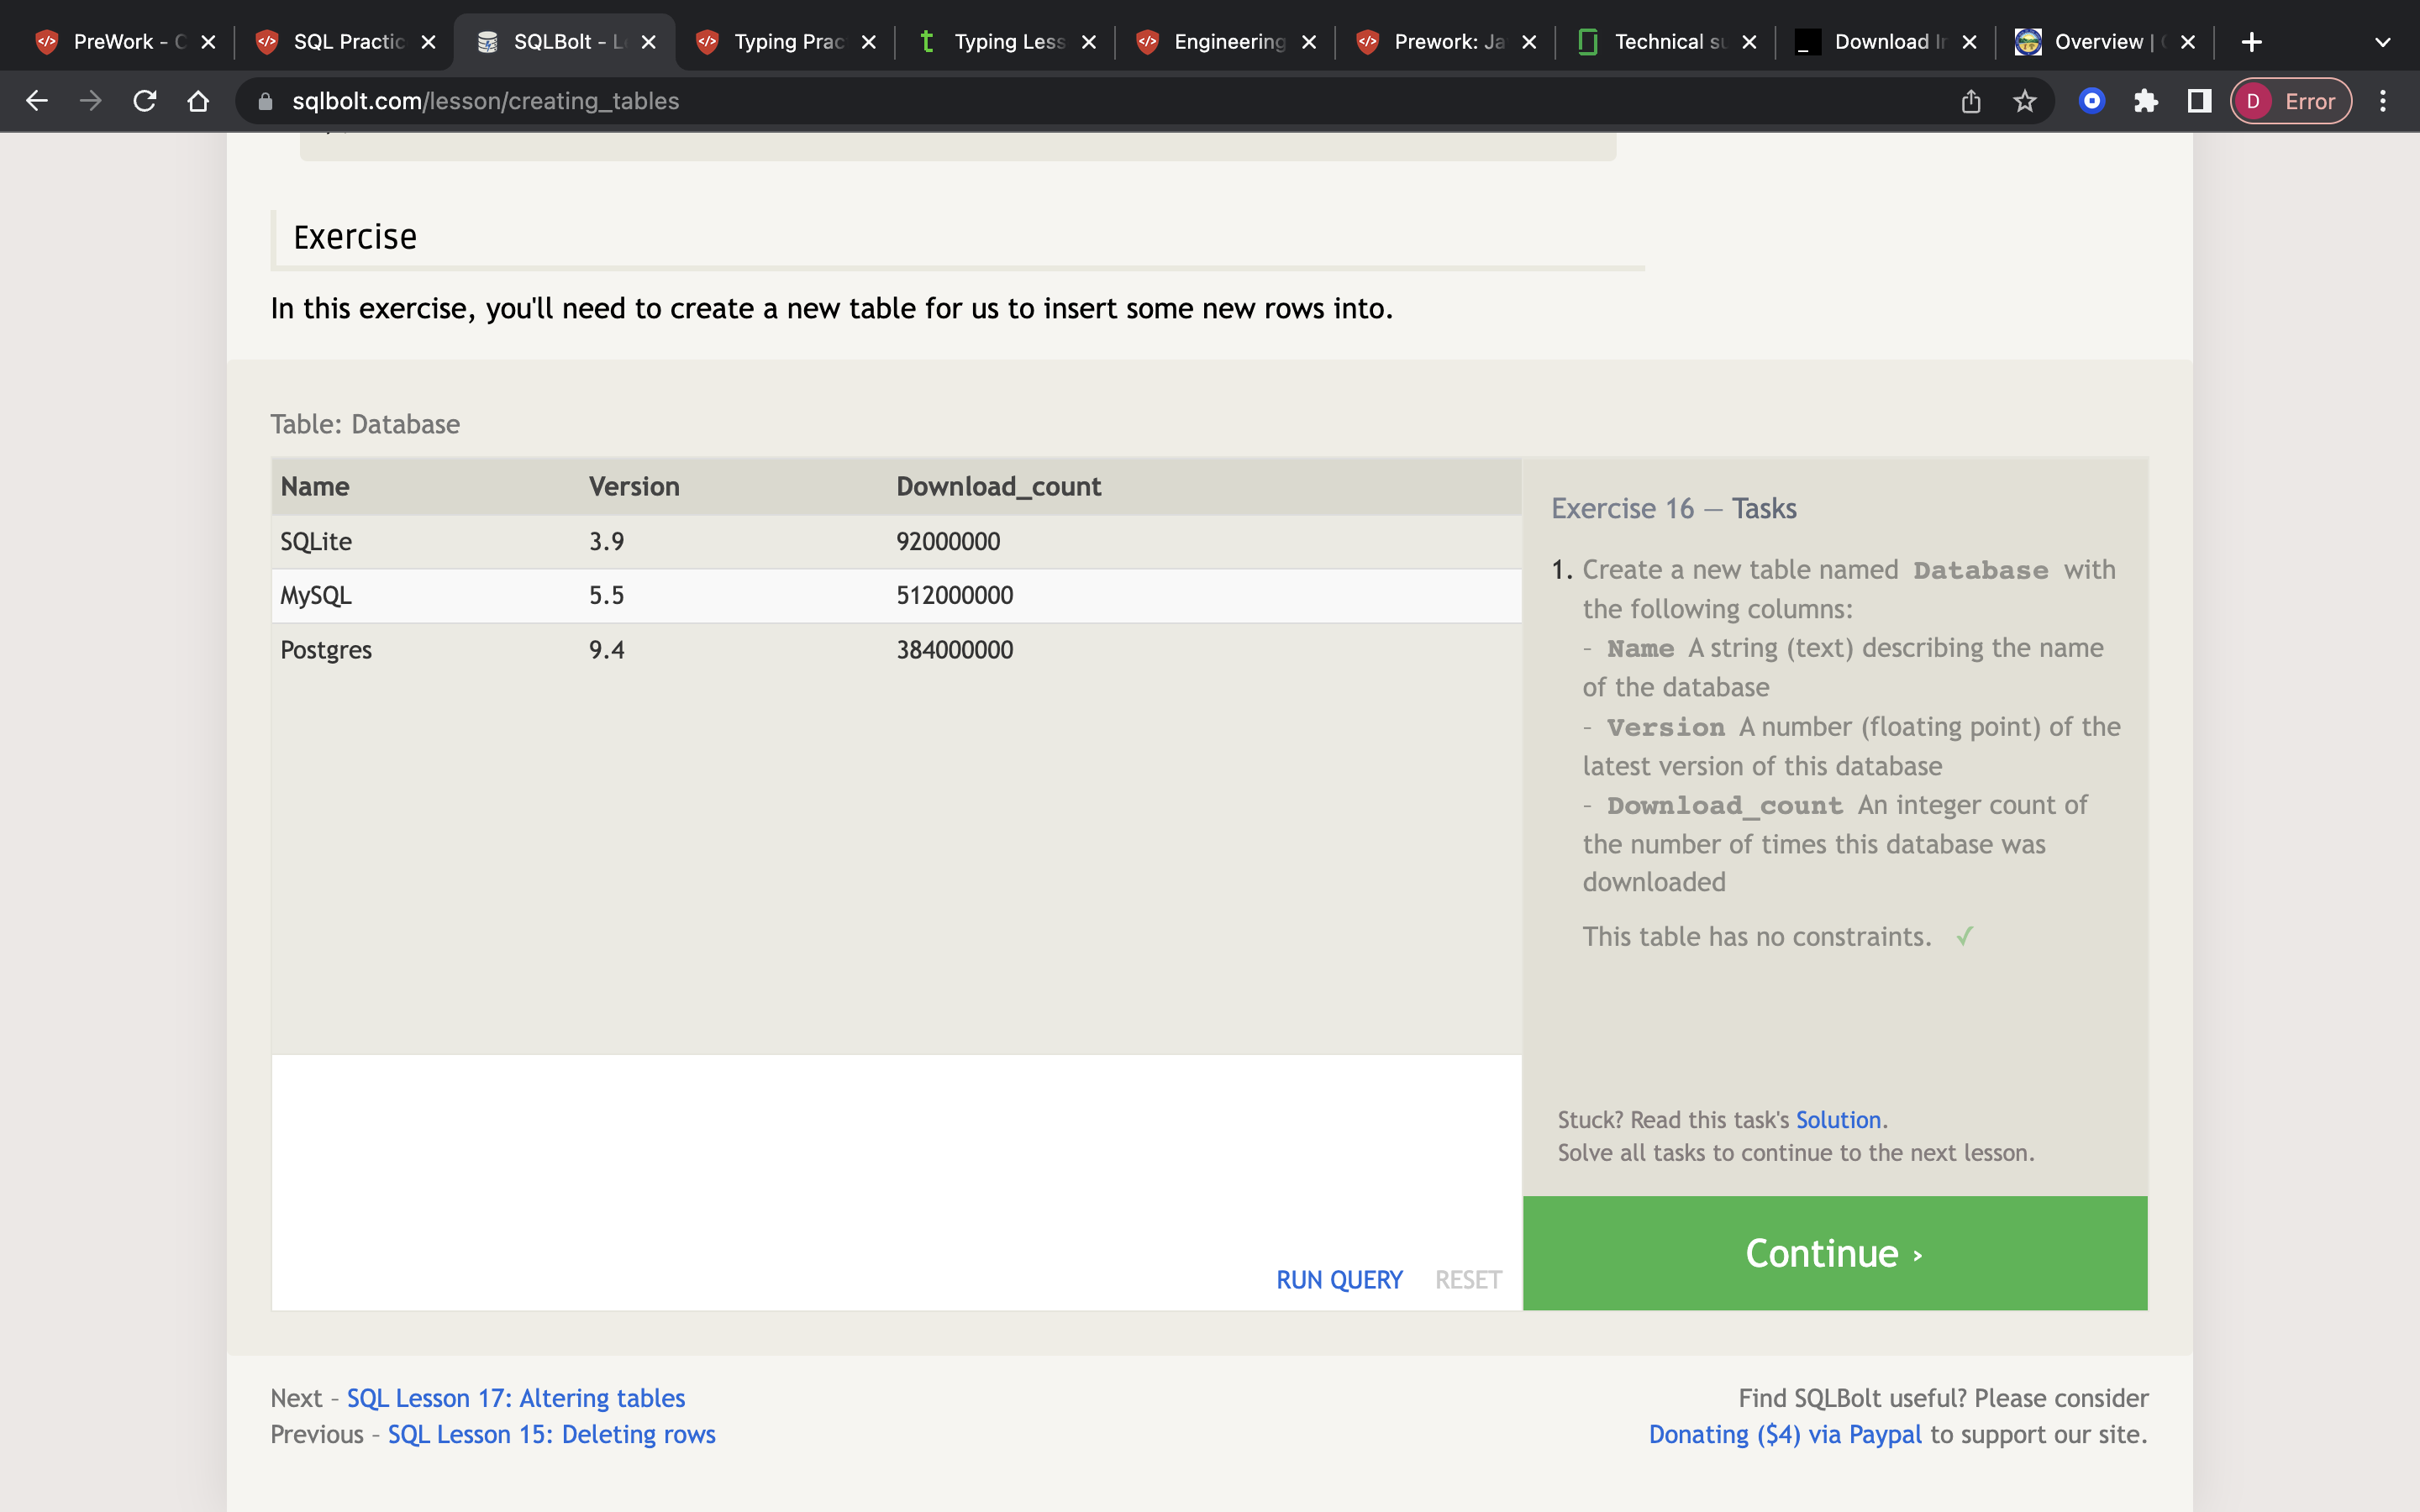 PreWork - C
SQL Practic
SQLBolt - L
Typing Prac
t Typing Less
Engineering
Prework: Ja
Technical su
Download In
Overview |
sqlbolt.com/lesson/creating_tables
D Error
Exercise
In this exercise, you'll need to create a new table for us to insert some new rows into.
Table: Database
Name Version Download_count
SQLite 3.9 92000000
MySQL 5.5 512000000
Postgres 9.4 384000000
Exercise 16 — Tasks
1. Create a new table named Database with
the following columns:
- Name A string (text) describing the name
of the database
- Version A number (floating point) of the
latest version of this database
- Download_count An integer count of
the number of times this database was
downloaded
This table has no constraints. ✓
Stuck? Read this task's Solution.
Solve all tasks to continue to the next lesson.
RUN QUERY RESET
Continue ›
Next – SQL Lesson 17: Altering tables
Previous – SQL Lesson 15: Deleting rows
Find SQLBolt useful? Please consider
Donating ($4) via Paypal to support our site.